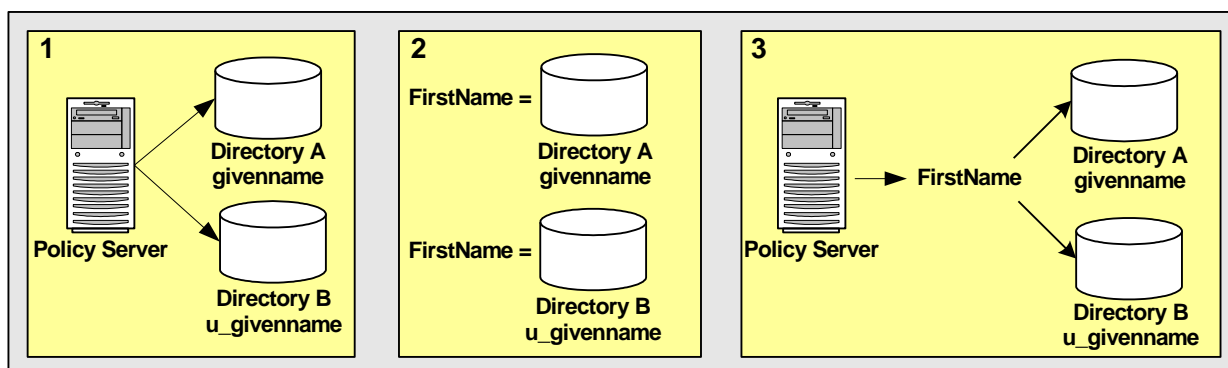 1
Directory A
givenname
Policy Server
Directory B
u_givenname
2
FirstName =
Directory A
givenname
FirstName =
Directory B
u_givenname
3
Policy Server
FirstName
Directory A
givenname
Directory B
u_givenname